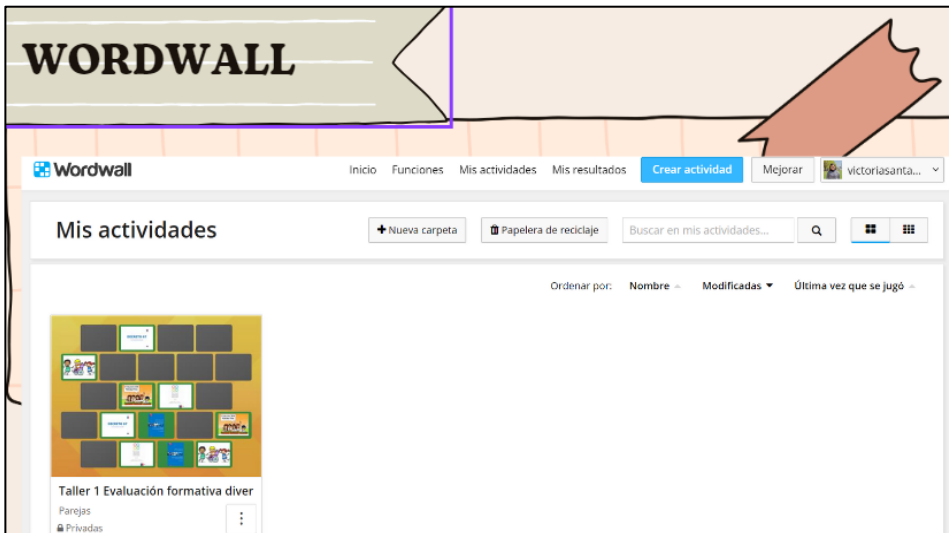 WORDWALL
Wordwall
Inicio Funciones Mis actividades Mis resultados Crear actividad Mejorar victoriasanta...
Mis actividades
Nueva carpeta Papelera de reciclaje Buscar en mis actividades...
Ordenar por: Nombre Modificadas Última vez que se jugó
Taller 1 Evaluación formativa diver
Parejas
Privadas